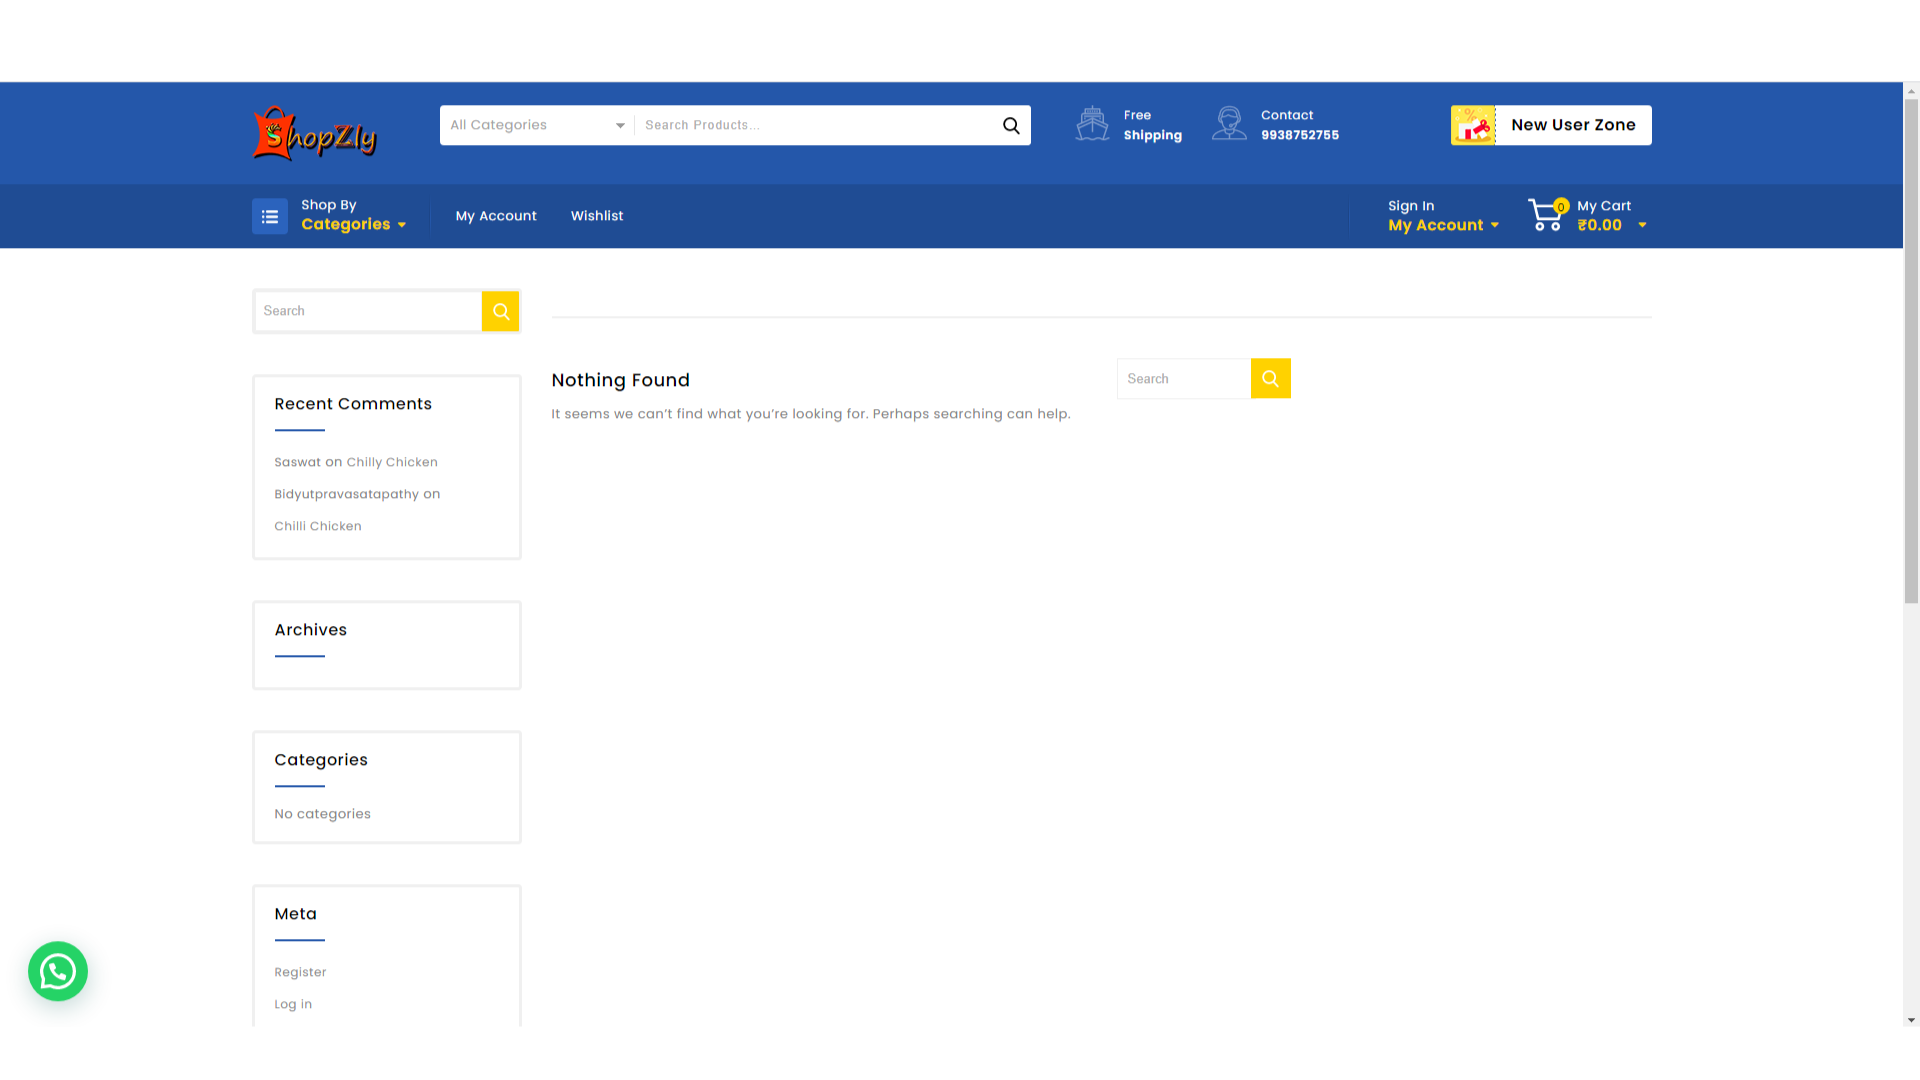 ShopZly
All Categories
Search Products...
Free
Shipping
Contact
9938752755
%
New User Zone
Shop By
Categories
My Account
Wishlist
Sign In
My Account
0
My Cart
₹0.00
Search
Nothing Found
It seems we can’t find what you’re looking for. Perhaps searching can help.
Search
Recent Comments
Saswat on Chilly Chicken
Bidyutpravasatapathy on
Chilli Chicken
Archives
Categories
No categories
Meta
Register
Log in